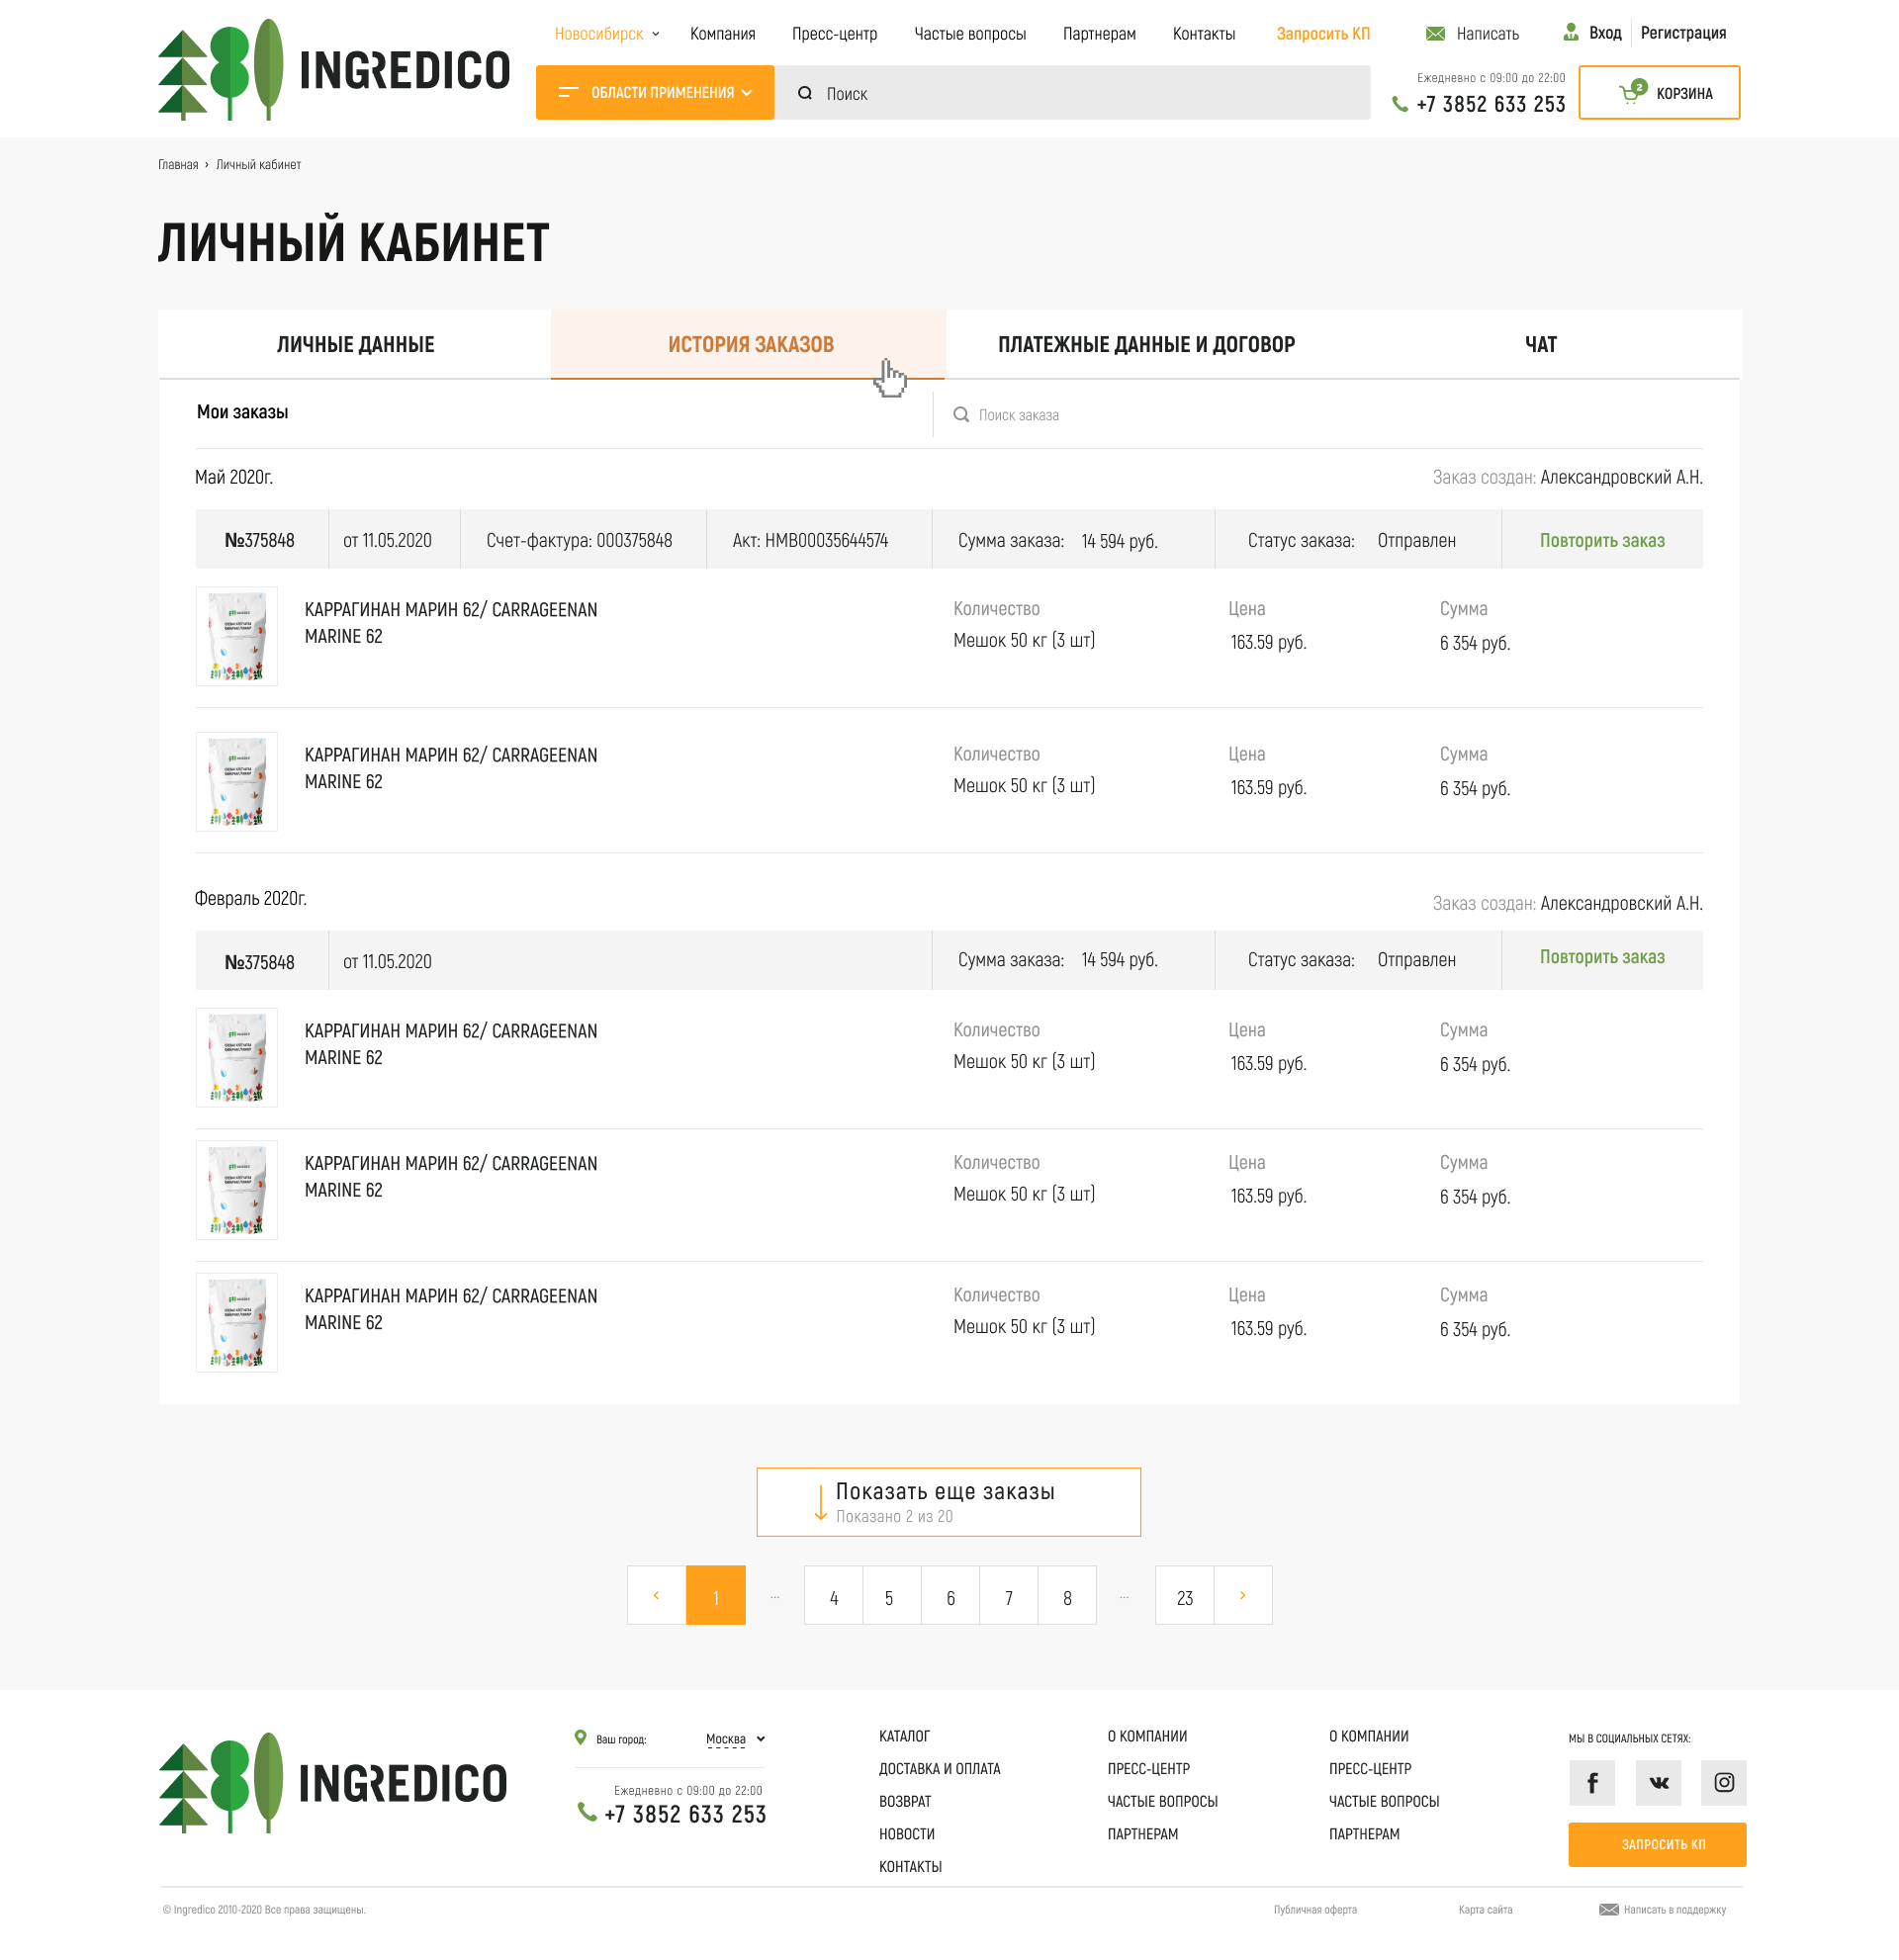 INGREDICO
Новосибирск Компания Пресс-центр Частые вопросы Партнерам Контакты Запросить КП Написать Вход Регистрация
ОБЛАСТИ ПРИМЕНЕНИЯ Поиск
Ежедневно с 09:00 до 22:00
+7 3852 633 253
2 КОРЗИНА
Главная › Личный кабинет
ЛИЧНЫЙ КАБИНЕТ
ЛИЧНЫЕ ДАННЫЕ ИСТОРИЯ ЗАКАЗОВ ПЛАТЕЖНЫЕ ДАННЫЕ И ДОГОВОР ЧАТ
Мои заказы Поиск заказа
Май 2020г. Заказ создан: Александровский А.Н.
№375848 от 11.05.2020 Счет-фактура: 000375848 Акт: НМВ00035644574 Сумма заказа: 14 594 руб. Статус заказа: Отправлен Повторить заказ
КАРРАГИНАН МАРИН 62/ CARRAGEENAN
MARINE 62
Количество Цена Сумма
Мешок 50 кг (3 шт) 163.59 руб. 6 354 руб.
КАРРАГИНАН МАРИН 62/ CARRAGEENAN
MARINE 62
Количество Цена Сумма
Мешок 50 кг (3 шт) 163.59 руб. 6 354 руб.
Февраль 2020г. Заказ создан: Александровский А.Н.
№375848 от 11.05.2020 Сумма заказа: 14 594 руб. Статус заказа: Отправлен Повторить заказ
КАРРАГИНАН МАРИН 62/ CARRAGEENAN
MARINE 62
Количество Цена Сумма
Мешок 50 кг (3 шт) 163.59 руб. 6 354 руб.
КАРРАГИНАН МАРИН 62/ CARRAGEENAN
MARINE 62
Количество Цена Сумма
Мешок 50 кг (3 шт) 163.59 руб. 6 354 руб.
КАРРАГИНАН МАРИН 62/ CARRAGEENAN
MARINE 62
Количество Цена Сумма
Мешок 50 кг (3 шт) 163.59 руб. 6 354 руб.
Показать еще заказы
Показано 2 из 20
‹ 1 ... 4 5 6 7 8 ... 23 ›
INGREDICO
Ваш город: Москва
Ежедневно с 09:00 до 22:00
+7 3852 633 253
КАТАЛОГ
ДОСТАВКА И ОПЛАТА
ВОЗВРАТ
НОВОСТИ
КОНТАКТЫ
О КОМПАНИИ
ПРЕСС-ЦЕНТР
ЧАСТЫЕ ВОПРОСЫ
ПАРТНЕРАМ
О КОМПАНИИ
ПРЕСС-ЦЕНТР
ЧАСТЫЕ ВОПРОСЫ
ПАРТНЕРАМ
МЫ В СОЦИАЛЬНЫХ СЕТЯХ:
ЗАПРОСИТЬ КП
© Ingredico 2010-2020 Все права защищены. Публичная оферта Карта сайта Написать в поддержку